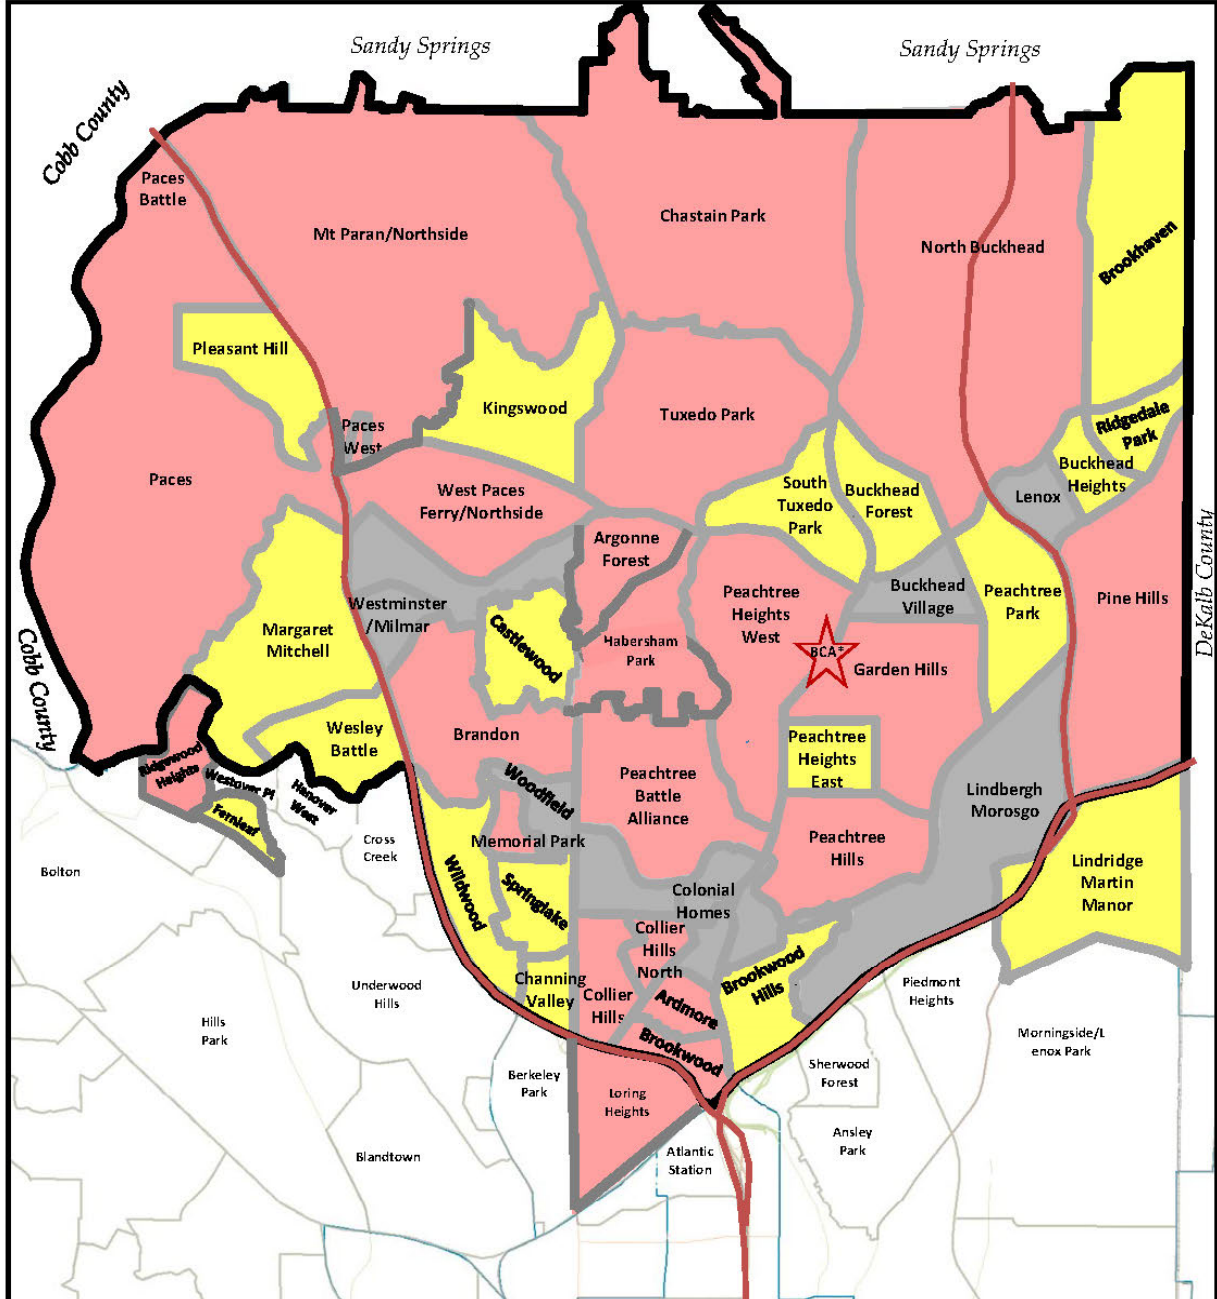 Sandy Springs
Sandy Springs
Cobb County
Paces
Battle
Mt Paran/Northside
Chastain Park
North Buckhead
Brookhaven
Pleasant Hill
Kingswood
Tuxedo Park
Paces
West
Ridgedale
Park
Buckhead
Heights
Lenox
Paces
West Paces
Ferry/Northside
South
Tuxedo
Park
Buckhead
Forest
Argonne
Forest
DeKalb County
Buckhead
Village
Peachtree
Park
Pine Hills
Peachtree
Heights
West
Westminster
/Milmar
Margaret
Mitchell
Castlewood
Habersham
Park
BCA*
Garden Hills
Cobb County
Wesley
Battle
Brandon
Peachtree
Heights
East
Ridgewood
Heights
Westover Pl
Hanover
West
Fernleaf
Woodfield
Peachtree
Battle
Alliance
Lindbergh
Morosgo
Cross
Creek
Memorial Park
Peachtree
Hills
Bolton
Wildwood
Springlake
Colonial
Homes
Lindridge
Martin
Manor
Collier
Hills
North
Brookwood
Hills
Channing
Valley
Collier
Hills
Ardmore
Underwood
Hills
Piedmont
Heights
Hills
Park
Brookwood
Morningside/L
enox Park
Berkeley
Park
Loring
Heights
Sherwood
Forest
Ansley
Park
Blandtown
Atlantic
Station